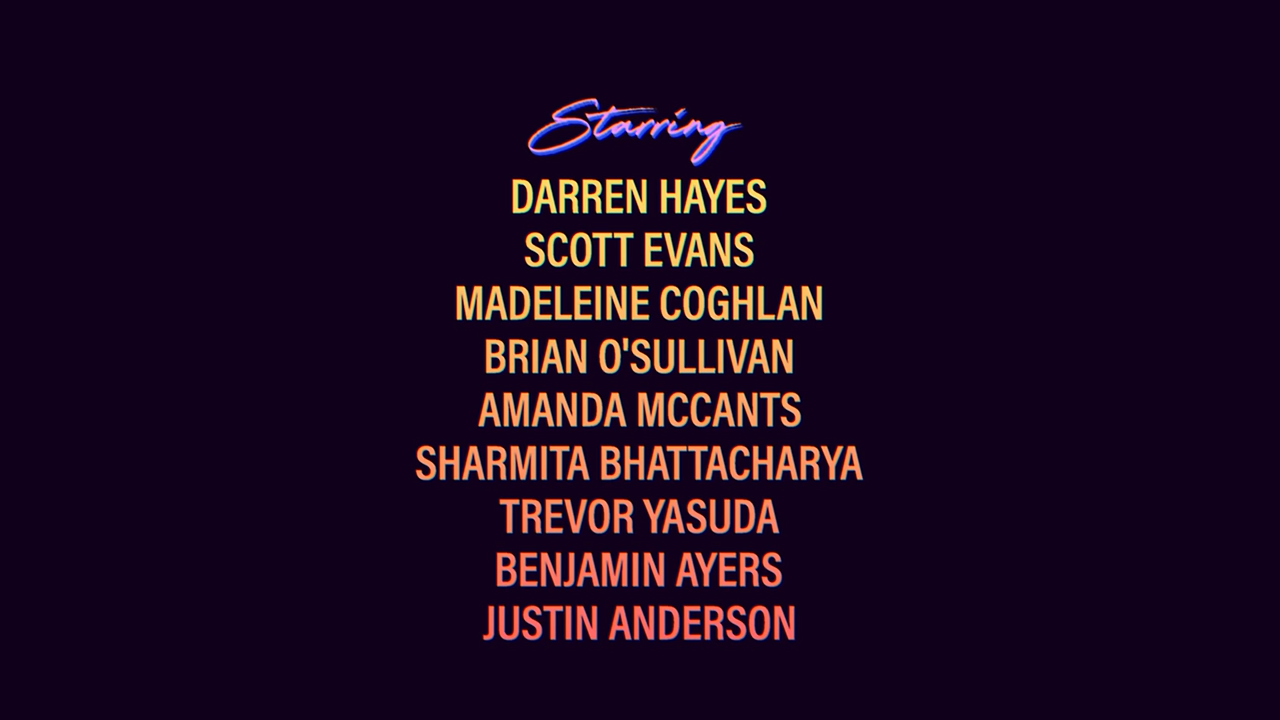 Starring
DARREN HAYES
SCOTT EVANS
MADELEINE COGHLAN
BRIAN O'SULLIVAN
AMANDA MCCANTS
SHARMITA BHATTACHARYA
TREVOR YASUDA
BENJAMIN AYERS
JUSTIN ANDERSON